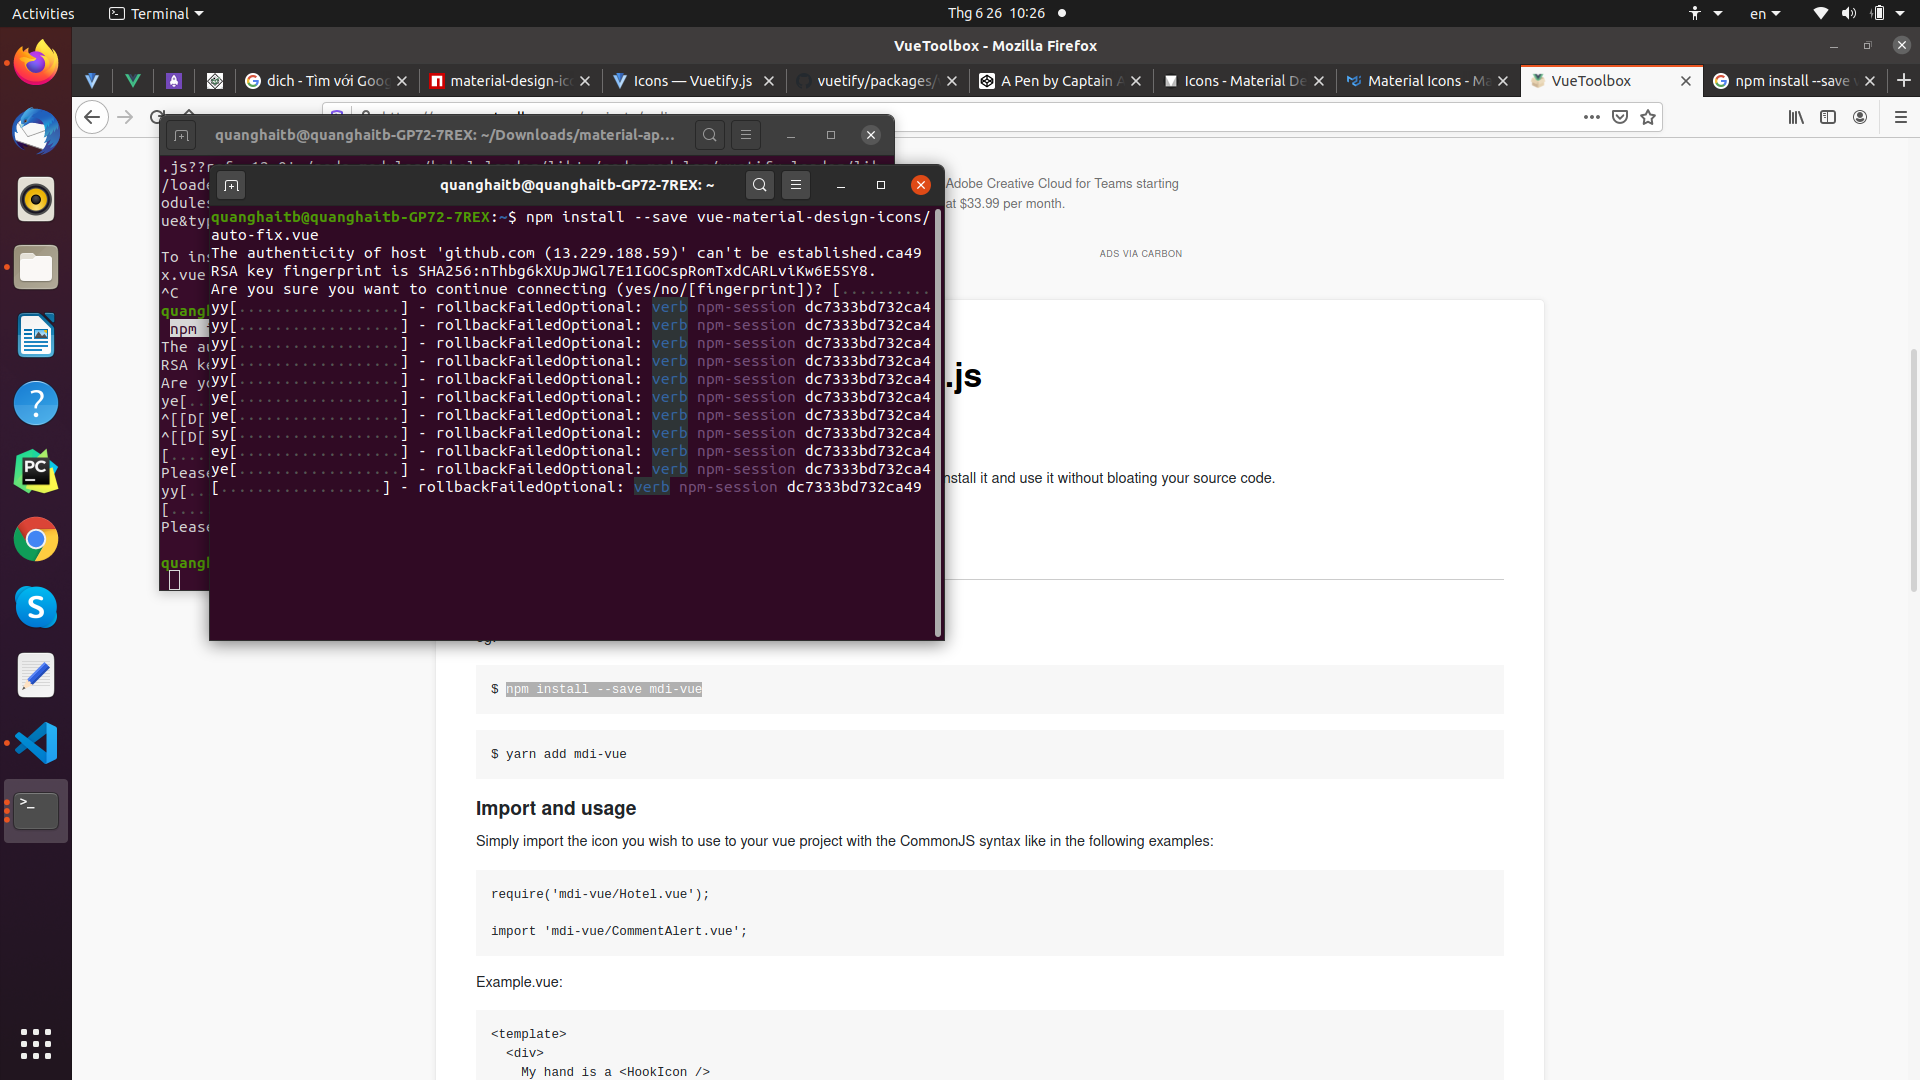 Activities
Terminal
Thg 6 26 10:26
en
VueToolbox - Mozilla Firefox
dich - Tìm với Goo
material-design-ic
Icons — Vuetify.js
vuetify/packages/
A Pen by Captain
Icons - Material De
Material Icons - Ma
VueToolbox
npm install --save
quanghaitb@quanghaitb-GP72-7REX: ~/Downloads/material-ap...
/load
odules
ue&typ
To ins
x.vue
^C
quangh
npm
The au
RSA ke
Are yo
ye[..
^[[D[
^[[D[
[....
Please
yy[..
[....
Please
quangh
quanghaitb@quanghaitb-GP72-7REX: ~
quanghaitb@quanghaitb-GP72-7REX:~$ npm install --save vue-material-design-icons/
auto-fix.vue
The authenticity of host 'github.com (13.229.188.59)' can't be established.ca49
RSA key fingerprint is SHA256:nThbg6kXUpJWGl7E1IGOCspRomTxdCARLviKw6E5SY8.
Are you sure you want to continue connecting (yes/no/[fingerprint])? [..........
yy[..................] - rollbackFailedOptional: verb npm-session dc7333bd732ca4
yy[..................] - rollbackFailedOptional: verb npm-session dc7333bd732ca4
yy[..................] - rollbackFailedOptional: verb npm-session dc7333bd732ca4
yy[..................] - rollbackFailedOptional: verb npm-session dc7333bd732ca4
yy[..................] - rollbackFailedOptional: verb npm-session dc7333bd732ca4
ye[..................] - rollbackFailedOptional: verb npm-session dc7333bd732ca4
ye[..................] - rollbackFailedOptional: verb npm-session dc7333bd732ca4
sy[..................] - rollbackFailedOptional: verb npm-session dc7333bd732ca4
ey[..................] - rollbackFailedOptional: verb npm-session dc7333bd732ca4
ye[..................] - rollbackFailedOptional: verb npm-session dc7333bd732ca4
[..................] - rollbackFailedOptional: verb npm-session dc7333bd732ca49
Adobe Creative Cloud for Teams starting
at $33.99 per month.
ADS VIA CARBON
.js
nstall it and use it without bloating your source code.
$ npm install --save mdi-vue
$ yarn add mdi-vue
Import and usage
Simply import the icon you wish to use to your vue project with the CommonJS syntax like in the following examples:
require('mdi-vue/Hotel.vue');
import 'mdi-vue/CommentAlert.vue';
Example.vue:
<template>
<div>
My hand is a <HookIcon />